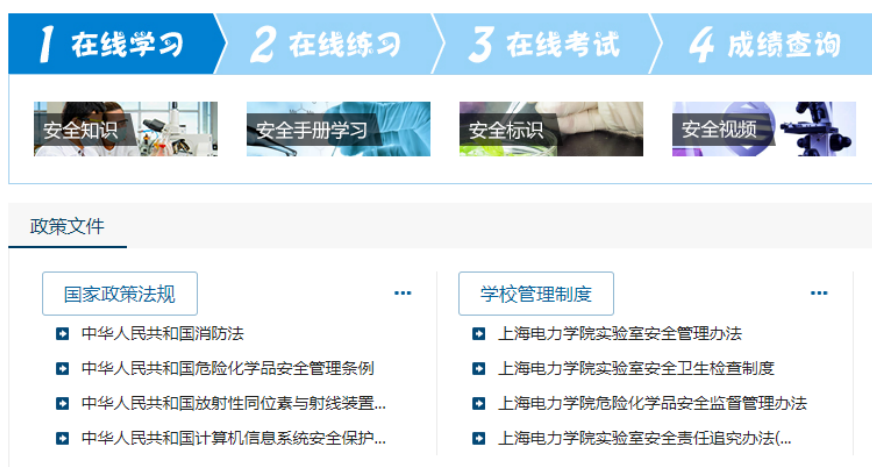 1 在线学习 2 在线练习 3 在线考试 4 成绩查询
安全知识 安全手册学习 安全标识 安全视频
政策文件
国家政策法规 ... 学校管理制度 ...
中华人民共和国消防法 上海电力学院实验室安全管理办法
中华人民共和国危险化学品安全管理条例 上海电力学院实验室安全卫生检查制度
中华人民共和国放射性同位素与射线装置... 上海电力学院危险化学品安全监督管理办法
中华人民共和国计算机信息系统安全保护... 上海电力学院实验室安全责任追究办法(...